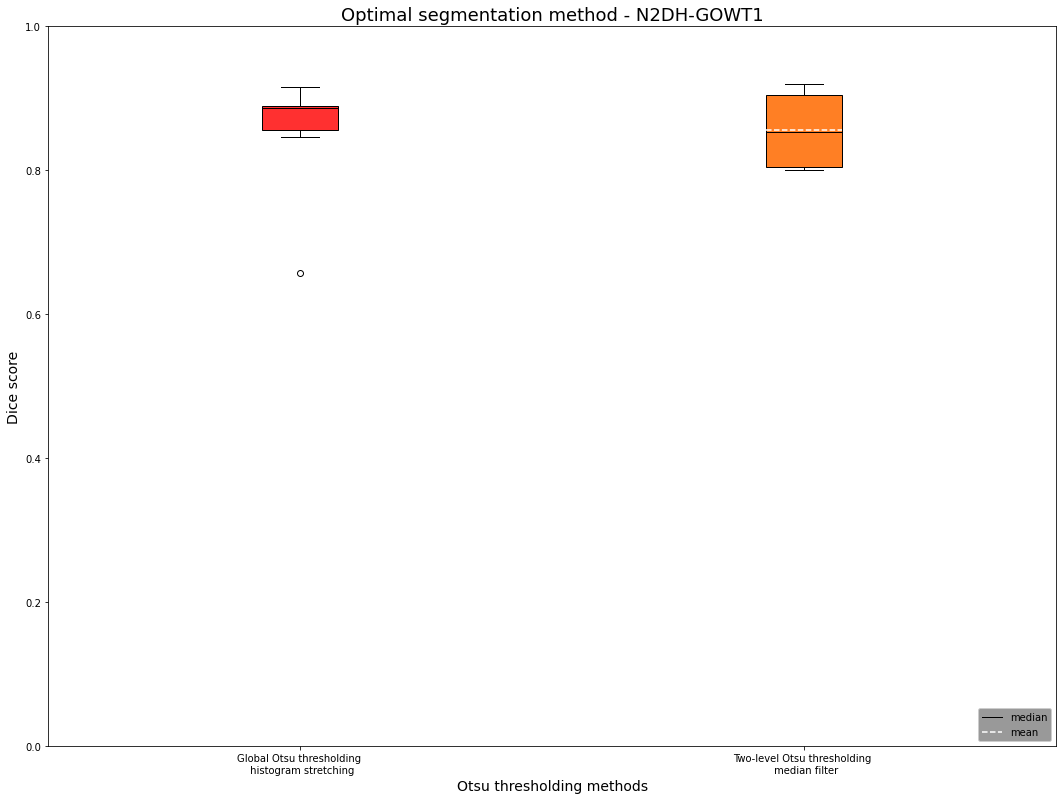 Optimal segmentation method - N2DH-GOWT1
1.0
0.8
0.6
0.4
0.2
0.0
Dice score
median
mean
Global Otsu thresholding
histogram stretching
Two-level Otsu thresholding
median filter
Otsu thresholding methods